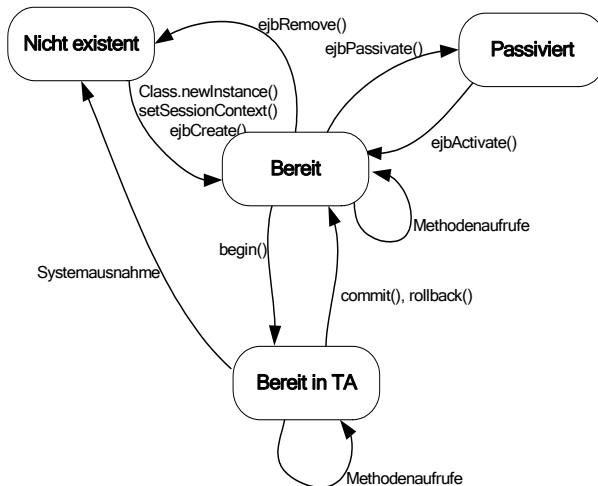 Nicht existent
ejbRemove()
ejbPassivate()
Passiviert
Class.newInstance()
setSessionContext()
ejbCreate()
ejbActivate()
Bereit
Methodenaufrufe
begin()
Systemausnahme
commit(), rollback()
Bereit in TA
Methodenaufrufe